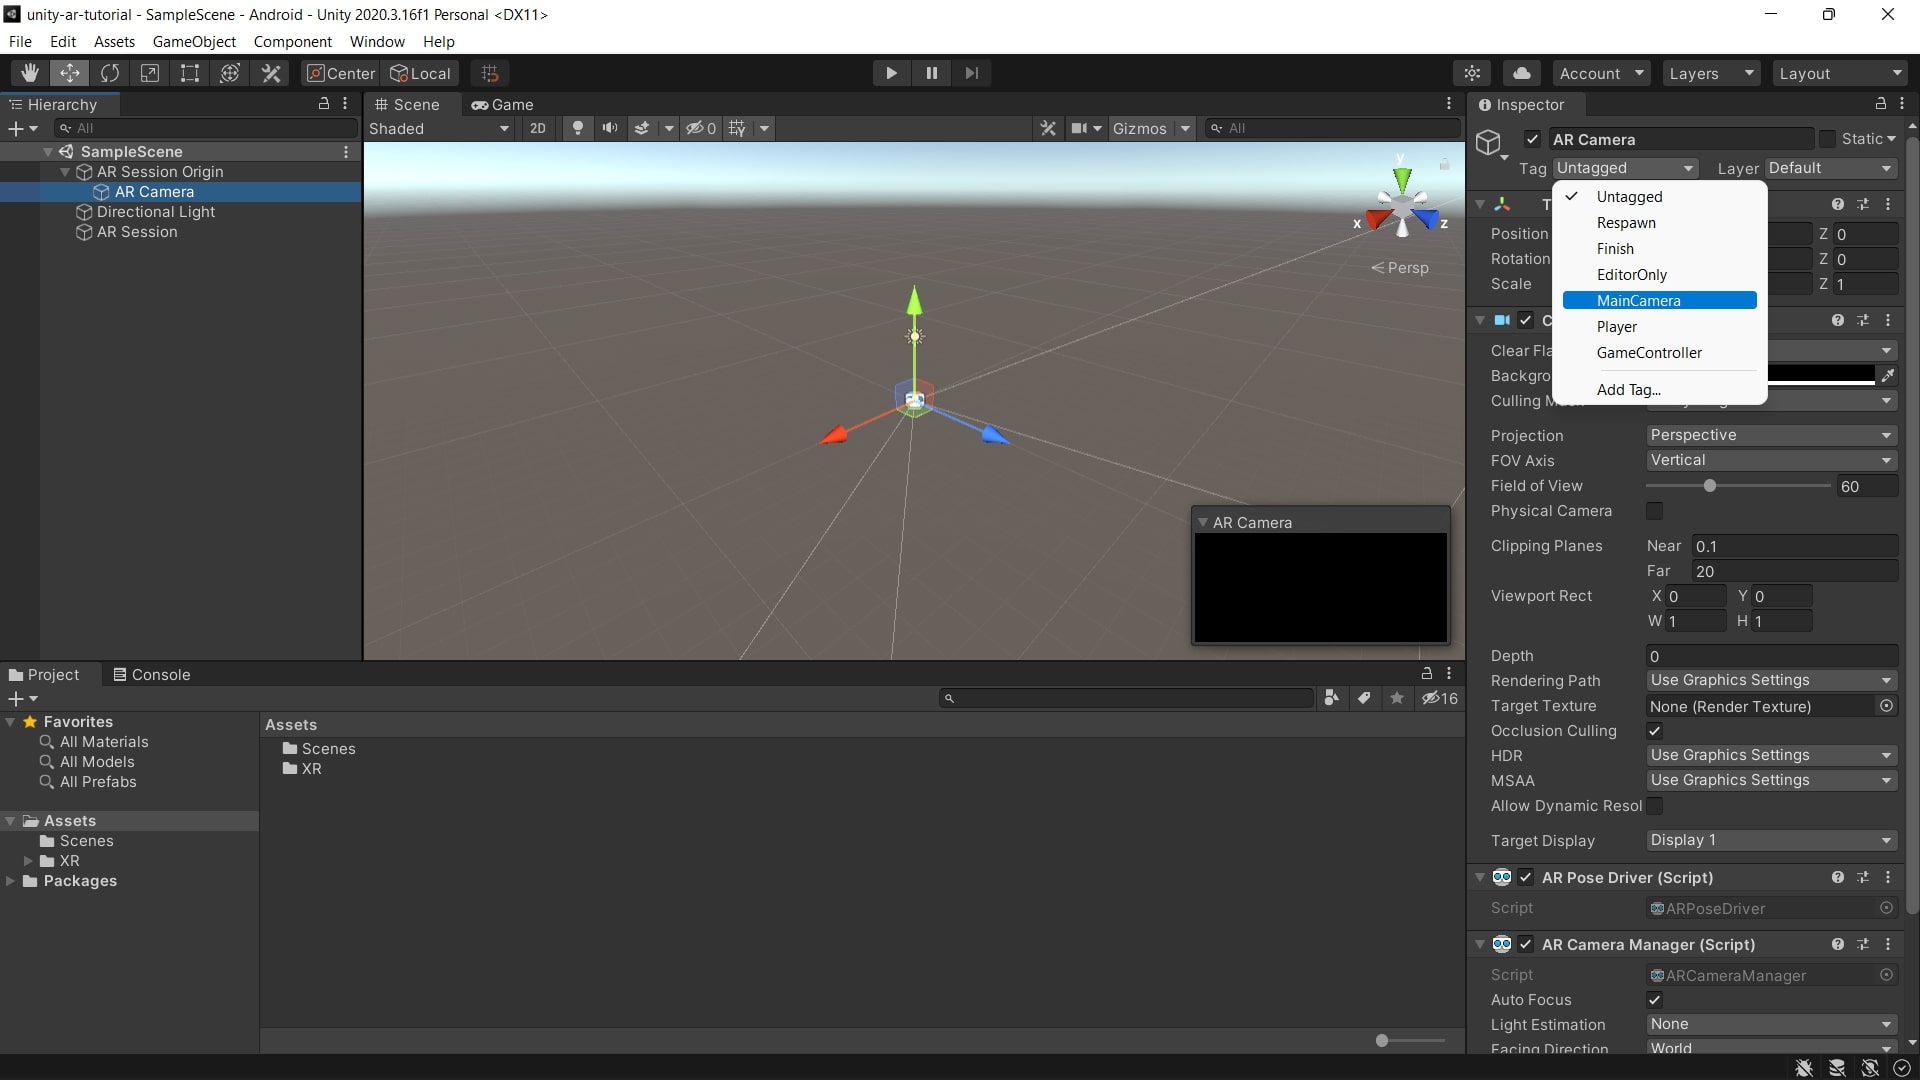 unity-ar-tutorial - SampleScene - Android - Unity 2020.3.16f1 Personal <DX11>
File Edit Assets GameObject Component Window Help
Center Local Account Layers Layout
Hierarchy
All
SampleScene
AR Session Origin
AR Camera
Directional Light
AR Session
Scene Game
Shaded 2D 0 Gizmos All
y
x z
Persp
AR Camera
Inspector
AR Camera Static
Tag Untagged Layer Default
Untagged
Respawn
Finish
EditorOnly
MainCamera
Player
GameController
Add Tag...
T
Position Z 0
Rotation Z 0
Scale Z 1
C
Clear Fla
Backgro
Culling M
Projection Perspective
FOV Axis Vertical
Field of View 60
Physical Camera
Clipping Planes Near 0.1
Far 20
Viewport Rect X 0 Y 0
W 1 H 1
Depth 0
Rendering Path Use Graphics Settings
Target Texture None (Render Texture)
Occlusion Culling
HDR Use Graphics Settings
MSAA Use Graphics Settings
Allow Dynamic Resol
Target Display Display 1
AR Pose Driver (Script)
Script ARPoseDriver
AR Camera Manager (Script)
Script ARCameraManager
Auto Focus
Light Estimation None
Facing Direction World
Project Console
16
Favorites
All Materials
All Models
All Prefabs
Assets
Scenes
XR
Packages
Assets
Scenes
XR